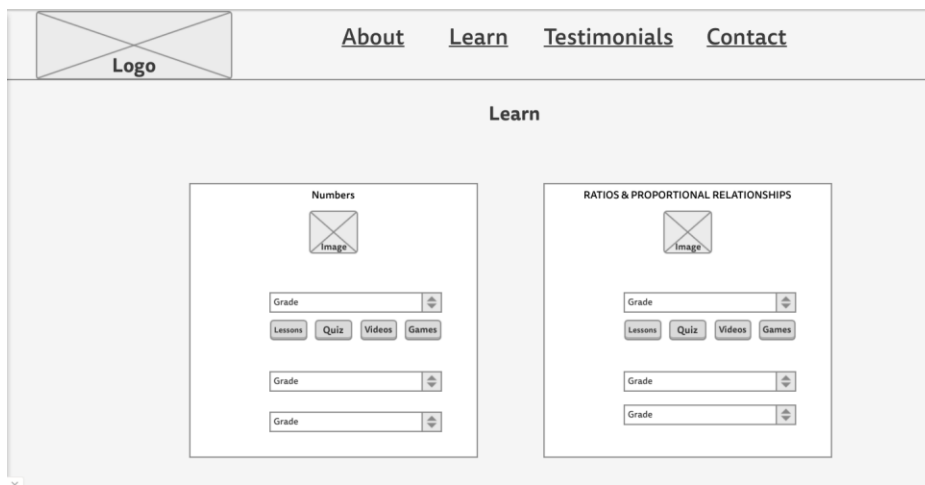 Logo
About Learn Testimonials Contact
Learn
Numbers
Image
Grade
Lessons Quiz Videos Games
Grade
Grade
RATIOS & PROPORTIONAL RELATIONSHIPS
Image
Grade
Lessons Quiz Videos Games
Grade
Grade